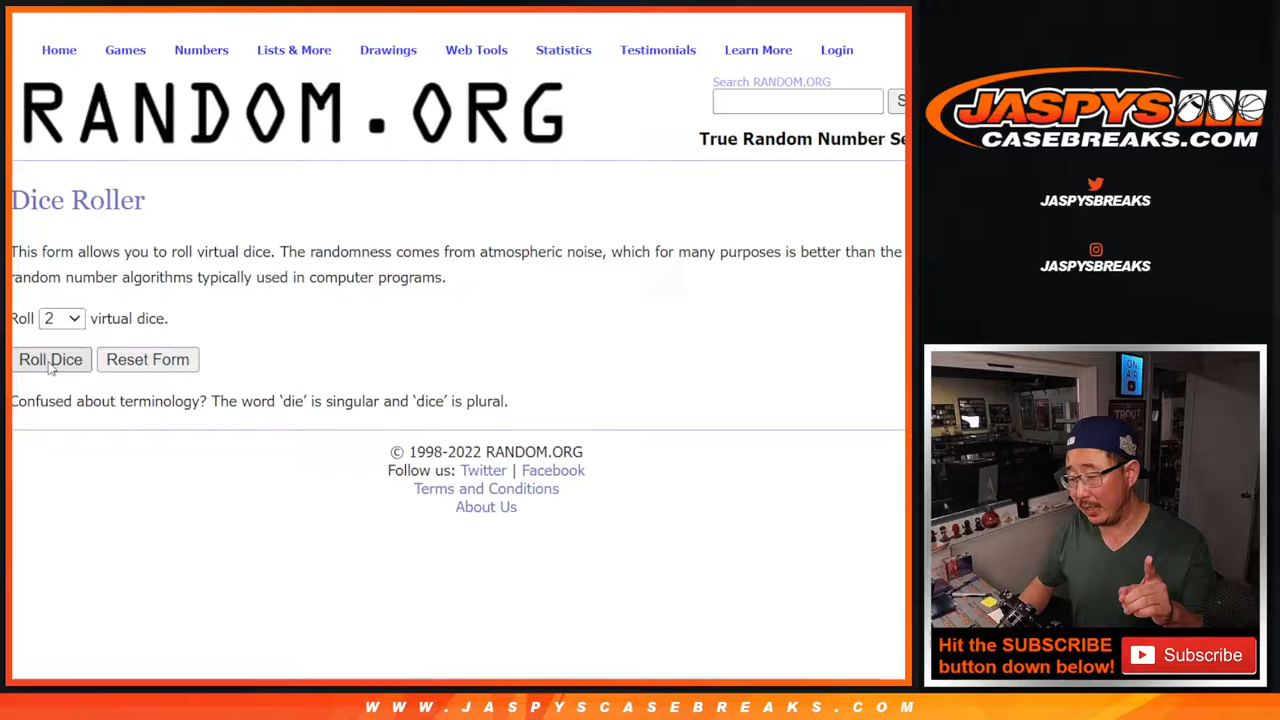 Home Games Numbers Lists & More Drawings Web Tools Statistics Testimonials Learn More Login
RANDOM.ORG
Search RANDOM.ORG
S
True Random Number Se
Dice Roller
This form allows you to roll virtual dice. The randomness comes from atmospheric noise, which for many purposes is better than the
random number algorithms typically used in computer programs.
Roll 2 virtual dice.
Roll Dice Reset Form
Confused about terminology? The word ‘die’ is singular and ‘dice’ is plural.
© 1998-2022 RANDOM.ORG
Follow us: Twitter | Facebook
Terms and Conditions
About Us
JASPYS
CASEBREAKS.COM
JASPYSBREAKS
JASPYSBREAKS
ON
AIR
TROUT
Hit the SUBSCRIBE
button down below!
Subscribe
WWW.JASPYSCASEBREAKS.COM